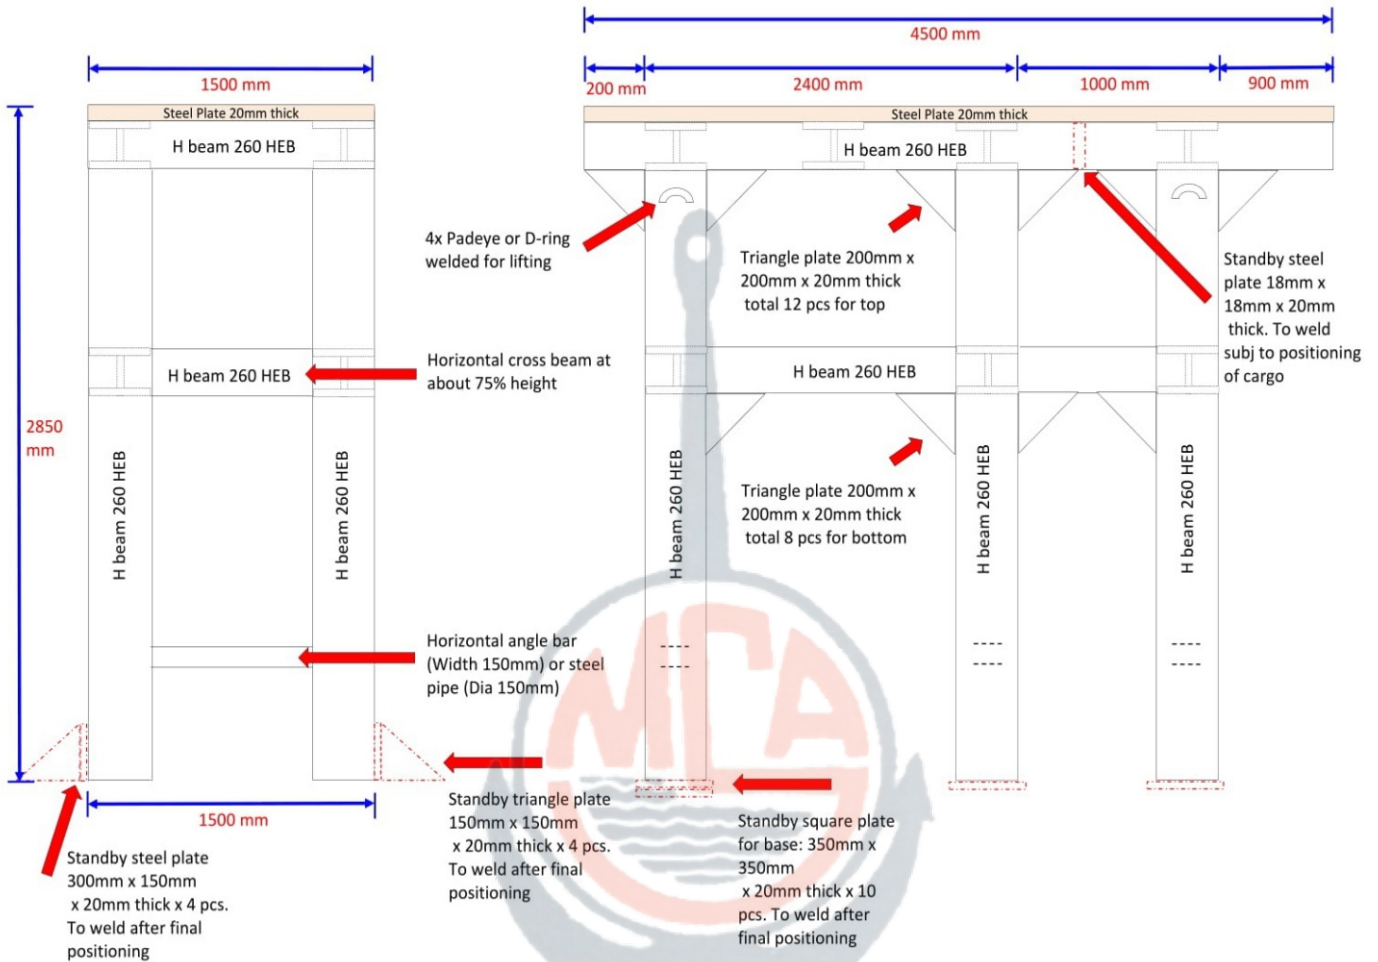 4500 mm
1500 mm
200 mm
2400 mm
1000 mm
900 mm
Steel Plate 20mm thick
Steel Plate 20mm thick
H beam 260 HEB
H beam 260 HEB
4x Padeye or D-ring
welded for lifting
Triangle plate 200mm x
200mm x 20mm thick
total 12 pcs for top
Standby steel
plate 18mm x
18mm x 20mm
thick. To weld
subj to positioning
of cargo
Horizontal cross beam at
about 75% height
H beam 260 HEB
H beam 260 HEB
2850
mm
H beam 260 HEB
H beam 260 HEB
H beam 260 HEB
H beam 260 HEB
H beam 260 HEB
Triangle plate 200mm x
200mm x 20mm thick
total 8 pcs for bottom
Horizontal angle bar
(Width 150mm) or steel
pipe (Dia 150mm)
MCA
1500 mm
Standby triangle plate
150mm x 150mm
x 20mm thick x 4 pcs.
To weld after final
positioning
Standby square plate
for base: 350mm x
350mm
x 20mm thick x 10
pcs. To weld after
final positioning
Standby steel plate
300mm x 150mm
x 20mm thick x 4 pcs.
To weld after final
positioning